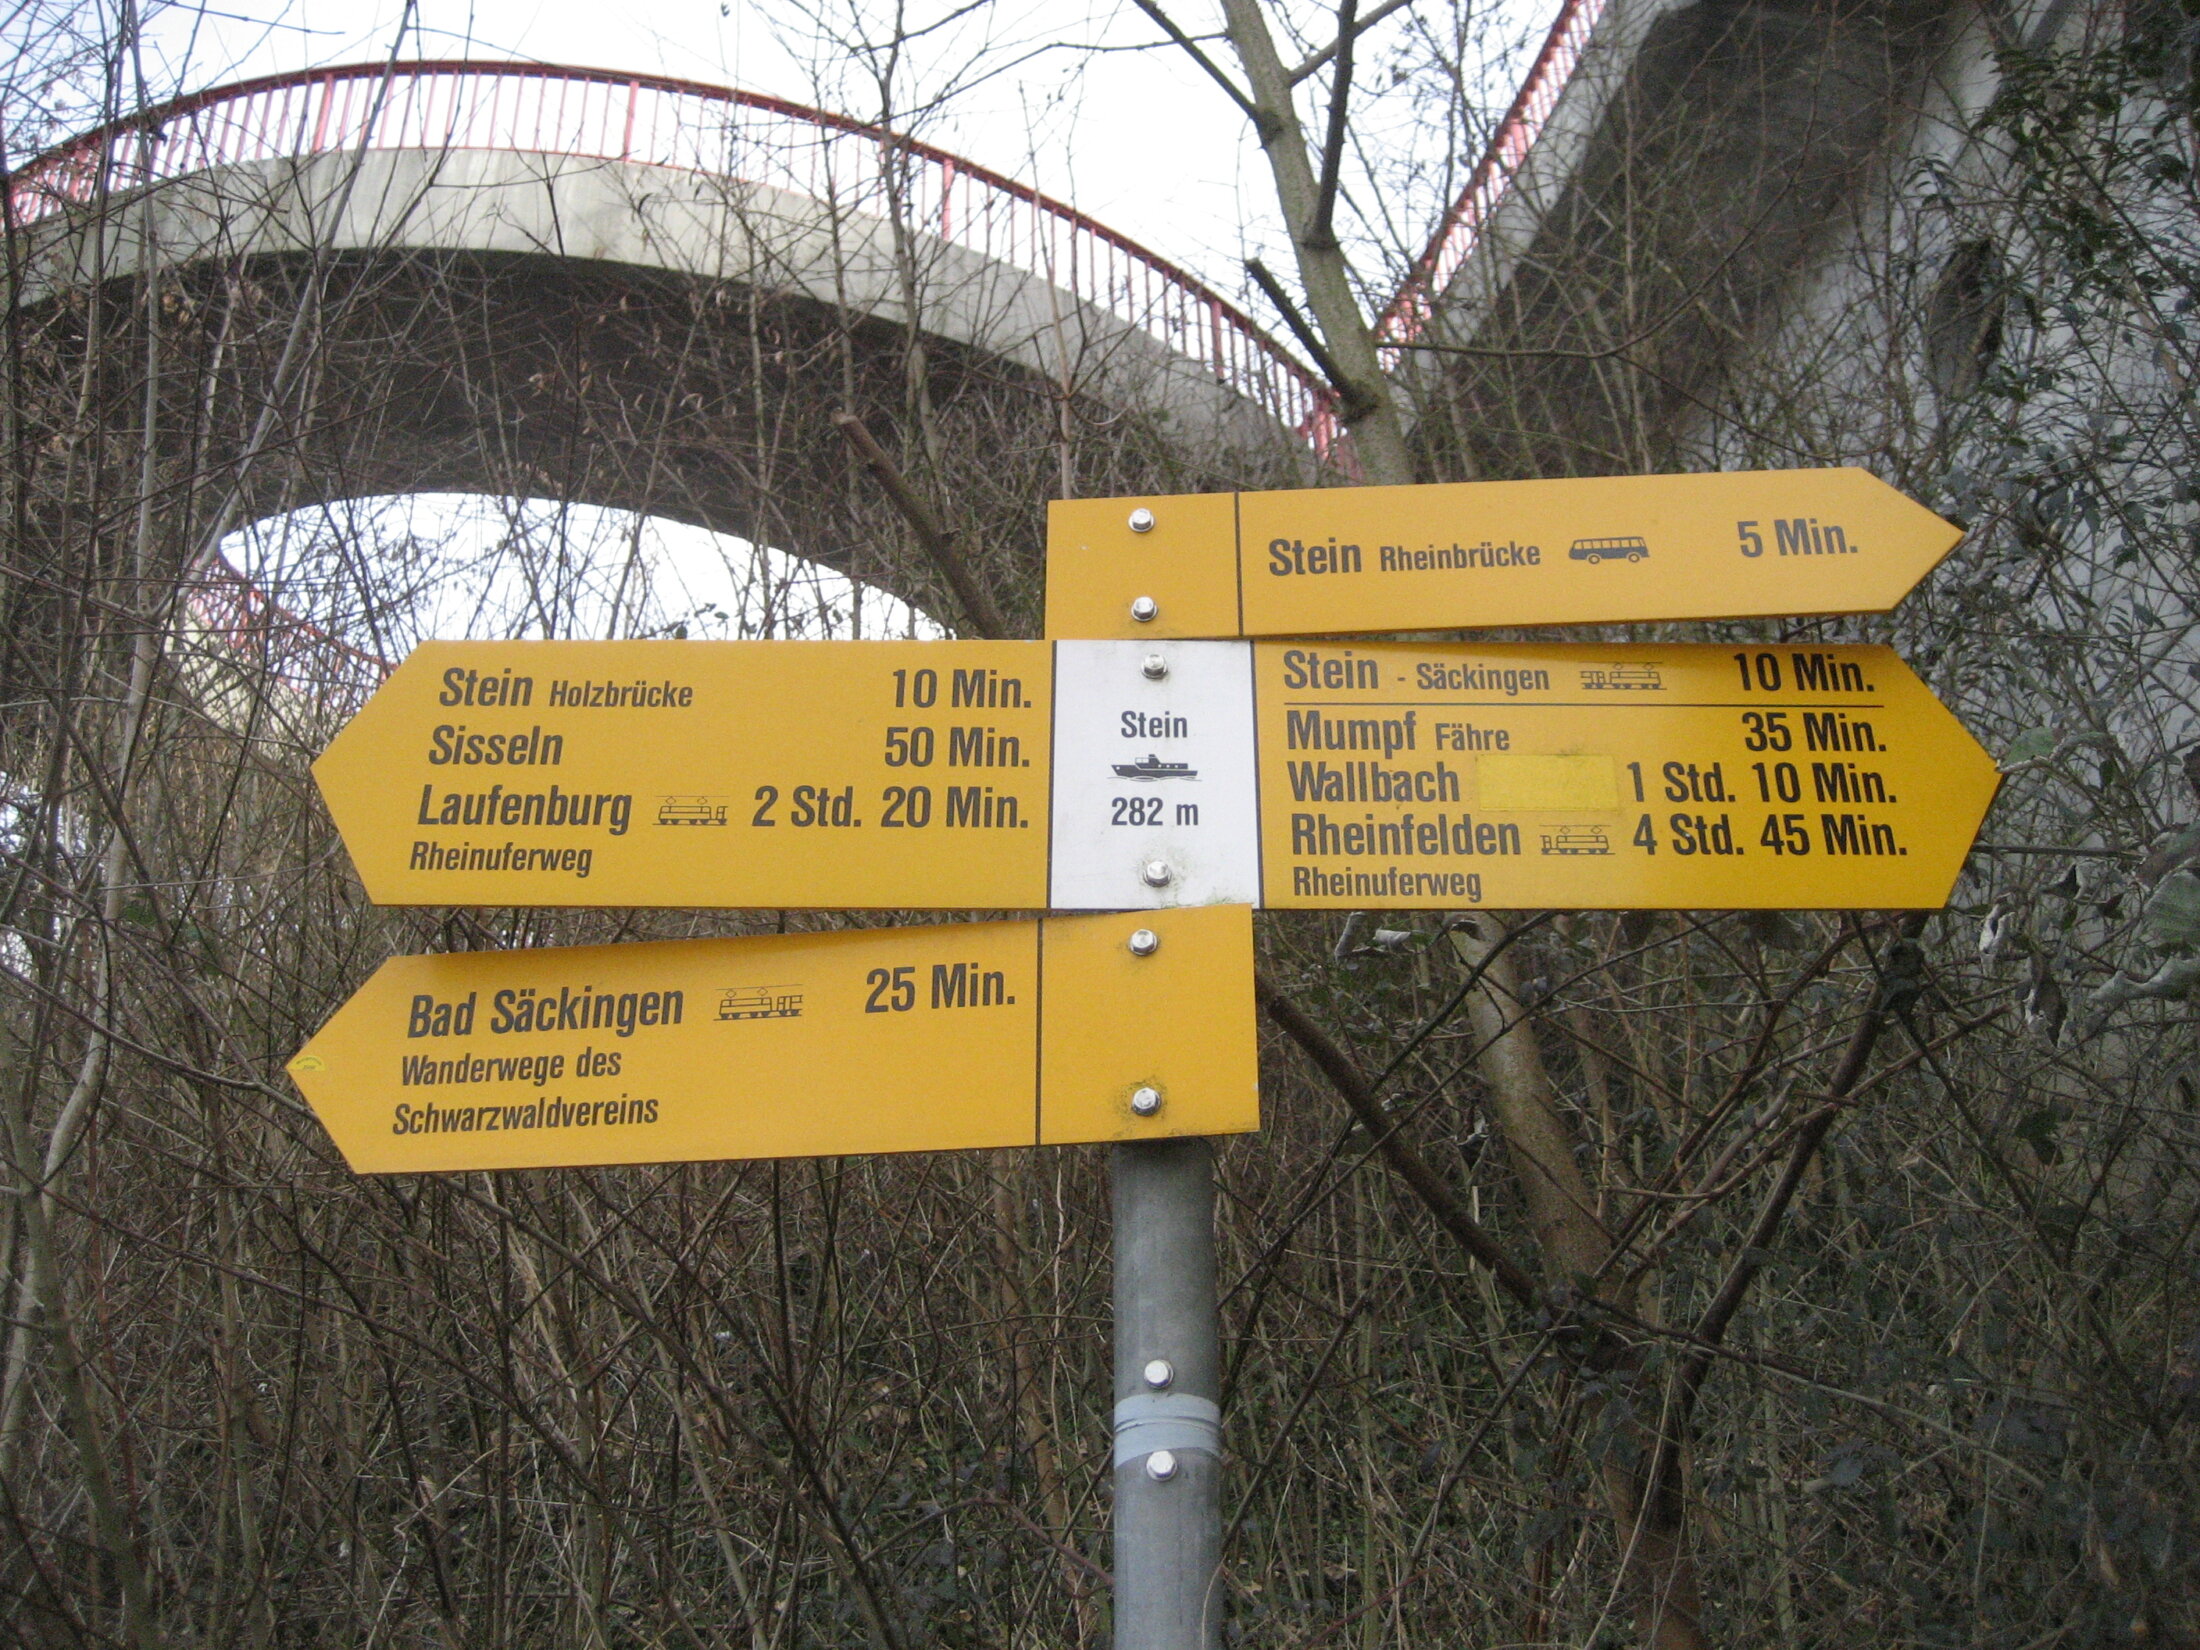 Stein Rheinbrücke 5 Min.
Stein Holzbrücke 10 Min.
Sisseln 50 Min.
Laufenburg 2 Std. 20 Min.
Rheinuferweg
Stein
282 m
Stein - Säckingen 10 Min.
Mumpf Fähre 35 Min.
Wallbach 1 Std. 10 Min.
Rheinfelden 4 Std. 45 Min.
Rheinuferweg
Bad Säckingen 25 Min.
Wanderwege des
Schwarzwaldvereins